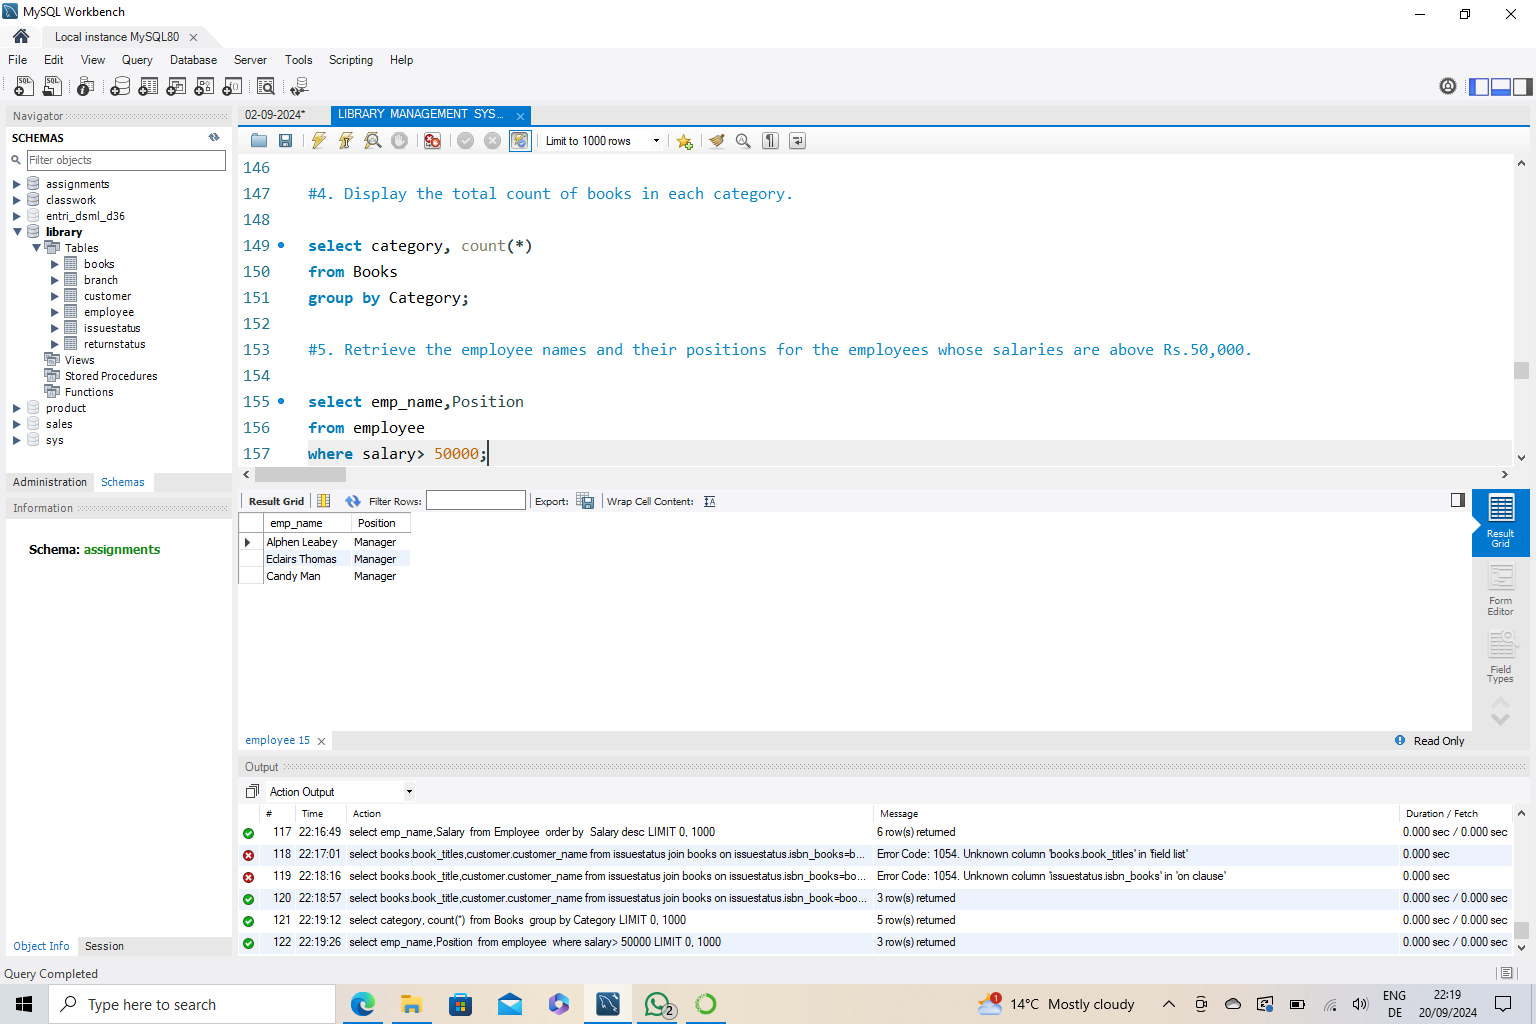 MySQL Workbench
Local instance MySQL80
File Edit View Query Database Server Tools Scripting Help
Navigator
SCHEMAS
Filter objects
assignments
classwork
entri_dsml_d36
library
Tables
books
branch
customer
employee
issuestatus
returnstatus
Views
Stored Procedures
Functions
product
sales
sys
Administration Schemas
Information
Schema: assignments
Object Info Session
02-09-2024* LIBRARY MANAGEMENT SYS...
Limit to 1000 rows
146
147 #4. Display the total count of books in each category.
148
149 select category, count(*)
150 from Books
151 group by Category;
152
153 #5. Retrieve the employee names and their positions for the employees whose salaries are above Rs.50,000.
154
155 select emp_name,Position
156 from employee
157 where salary> 50000;
Result Grid Filter Rows: Export: Wrap Cell Content:
emp_name Position
Alphen Leabey Manager
Eclairs Thomas Manager
Candy Man Manager
Result Grid
Form Editor
Field Types
employee 15 Read Only
Output
Action Output
# Time Action Message Duration / Fetch
117 22:16:49 select emp_name,Salary from Employee order by Salary desc LIMIT 0, 1000 6 row(s) returned 0.000 sec / 0.000 sec
118 22:17:01 select books.book_titles,customer.customer_name from issuestatus join books on issuestatus.isbn_books=b... Error Code: 1054. Unknown column 'books.book_titles' in 'field list' 0.000 sec
119 22:18:16 select books.book_title,customer.customer_name from issuestatus join books on issuestatus.isbn_books=boo... Error Code: 1054. Unknown column 'issuestatus.isbn_books' in 'on clause' 0.000 sec
120 22:18:57 select books.book_title,customer.customer_name from issuestatus join books on issuestatus.isbn_book=boo... 3 row(s) returned 0.000 sec / 0.000 sec
121 22:19:12 select category, count(*) from Books group by Category LIMIT 0, 1000 5 row(s) returned 0.000 sec / 0.000 sec
122 22:19:26 select emp_name,Position from employee where salary> 50000 LIMIT 0, 1000 3 row(s) returned 0.000 sec / 0.000 sec
Query Completed
Type here to search
2
1
14°C Mostly cloudy
ENG
DE
22:19
20/09/2024